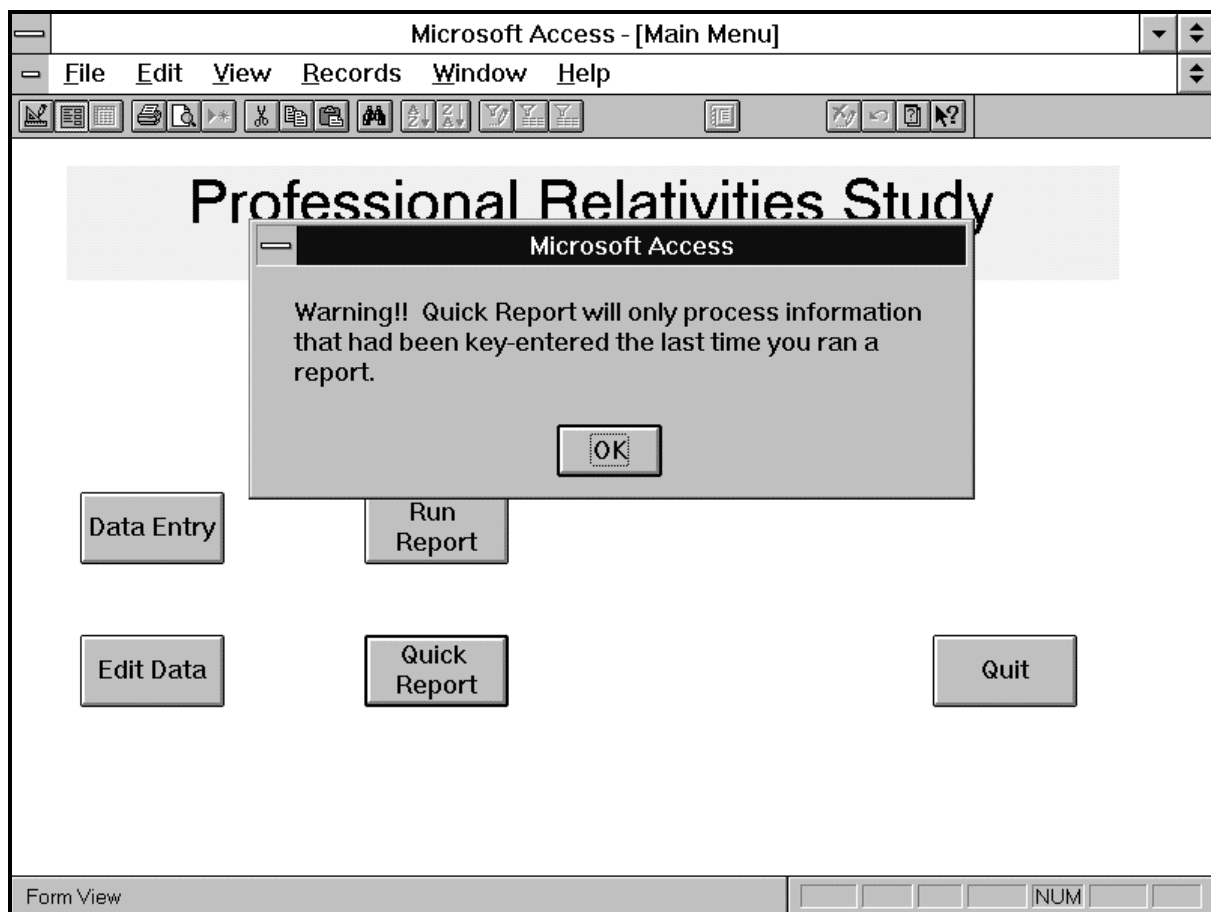 Microsoft Access - [Main Menu]
File Edit View Records Window Help
Professional Relativities Study
Microsoft Access
Warning!! Quick Report will only process information
that had been key-entered the last time you ran a
report.
OK
Data Entry
Run
Report
Edit Data
Quick
Report
Quit
Form View
NUM